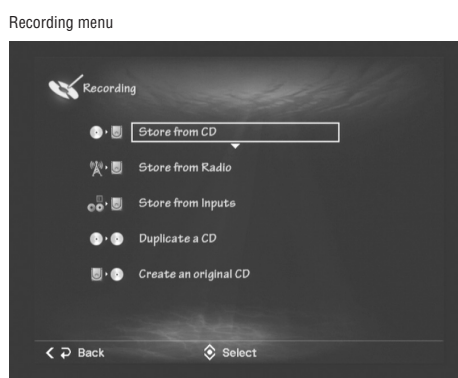 Recording menu
Recording
Store from CD
Store from Radio
Store from Inputs
Duplicate a CD
Create an original CD
Back
Select